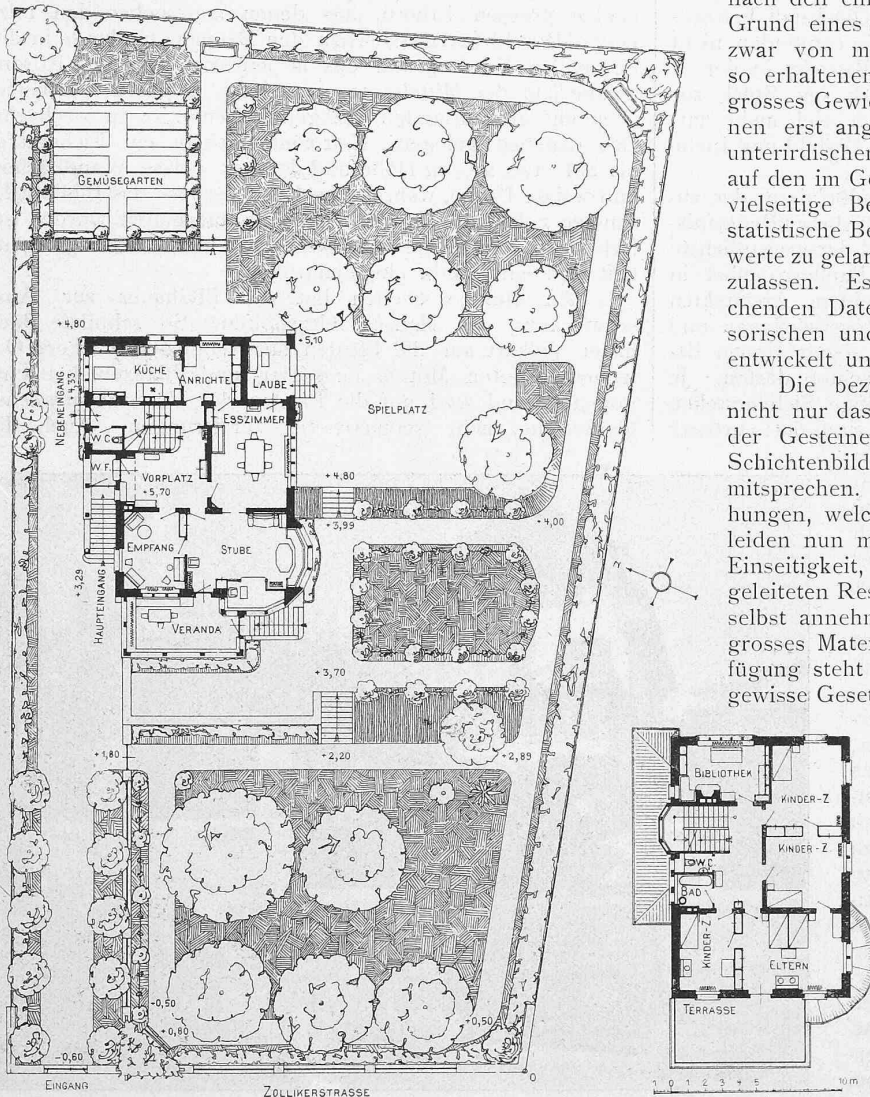 nach den ein
Grund eines
zwar von m
so erhaltenen
grosses Gewie
nen erst ang
unterirdischen
auf den im Ge
vielseitige Be
statistische Be
werte zu gelan
zulassen. Es
chenden Date
sorischen und
entwickelt un
Die bez
nicht nur das
der Gesteine
Schichtenbild
mitsprechen.
hungen, welc
leiden nun m
Einseitigkeit,
geleiteten Res
selbst annehm
grosses Mater
fügung steht
gewisse Geset
GEMÜSEGARTEN
+4,80
+5,10
KÜCHE
ANRICHTE
LAUBE
NEBENEINGANG
+4,33
W.C.
ESSZIMMER
SPIELPLATZ
W.F.
VORPLATZ
+5,70
+4,80
+3,99
+4,00
EMPFANG
STUBE
+3,29
HAUPTEINGANG
VERANDA
+3,70
+1,80
+2,20
+2,89
-0,50
+0,80
+0,50
-0,60
EINGANG
ZOLLIKERSTRASSE
0
BIBLIOTHEK
KINDER-Z
KINDER-Z
W.C.
BAD
KINDER-Z
ELTERN
TERRASSE
1 0 1 2 3 4 5 10m